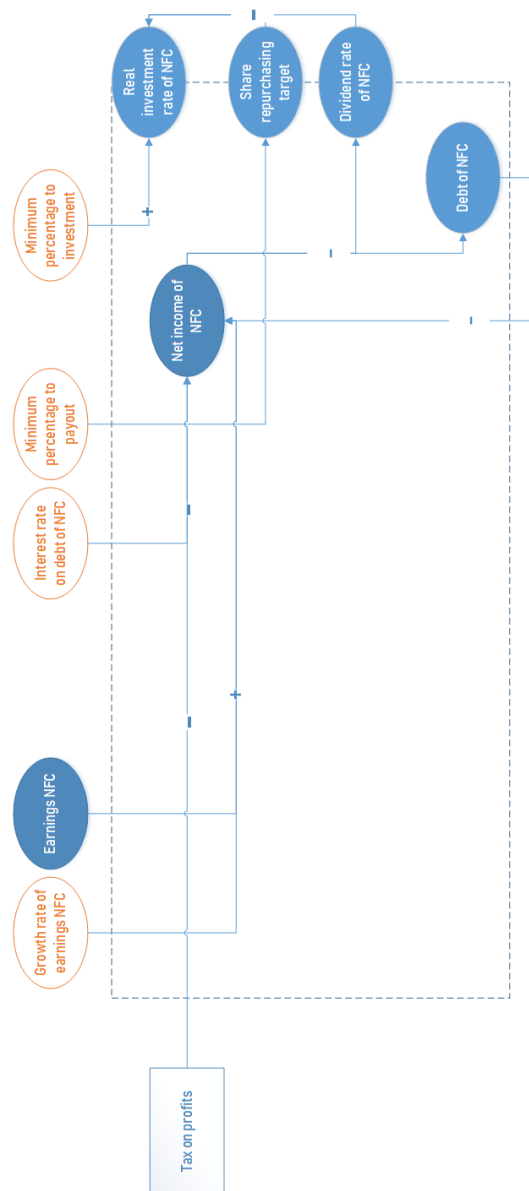 Tax on profits
Growth rate of
earnings NFC
Earnings NFC
Interest rate
on debt of NFC
Minimum
percentage to
payout
Minimum
percentage to
investment
Net income of
NFC
Real
investment
rate of NFC
Share
repurchasing
target
Dividend rate
of NFC
Debt of NFC
+
-
-
+
-
-
-